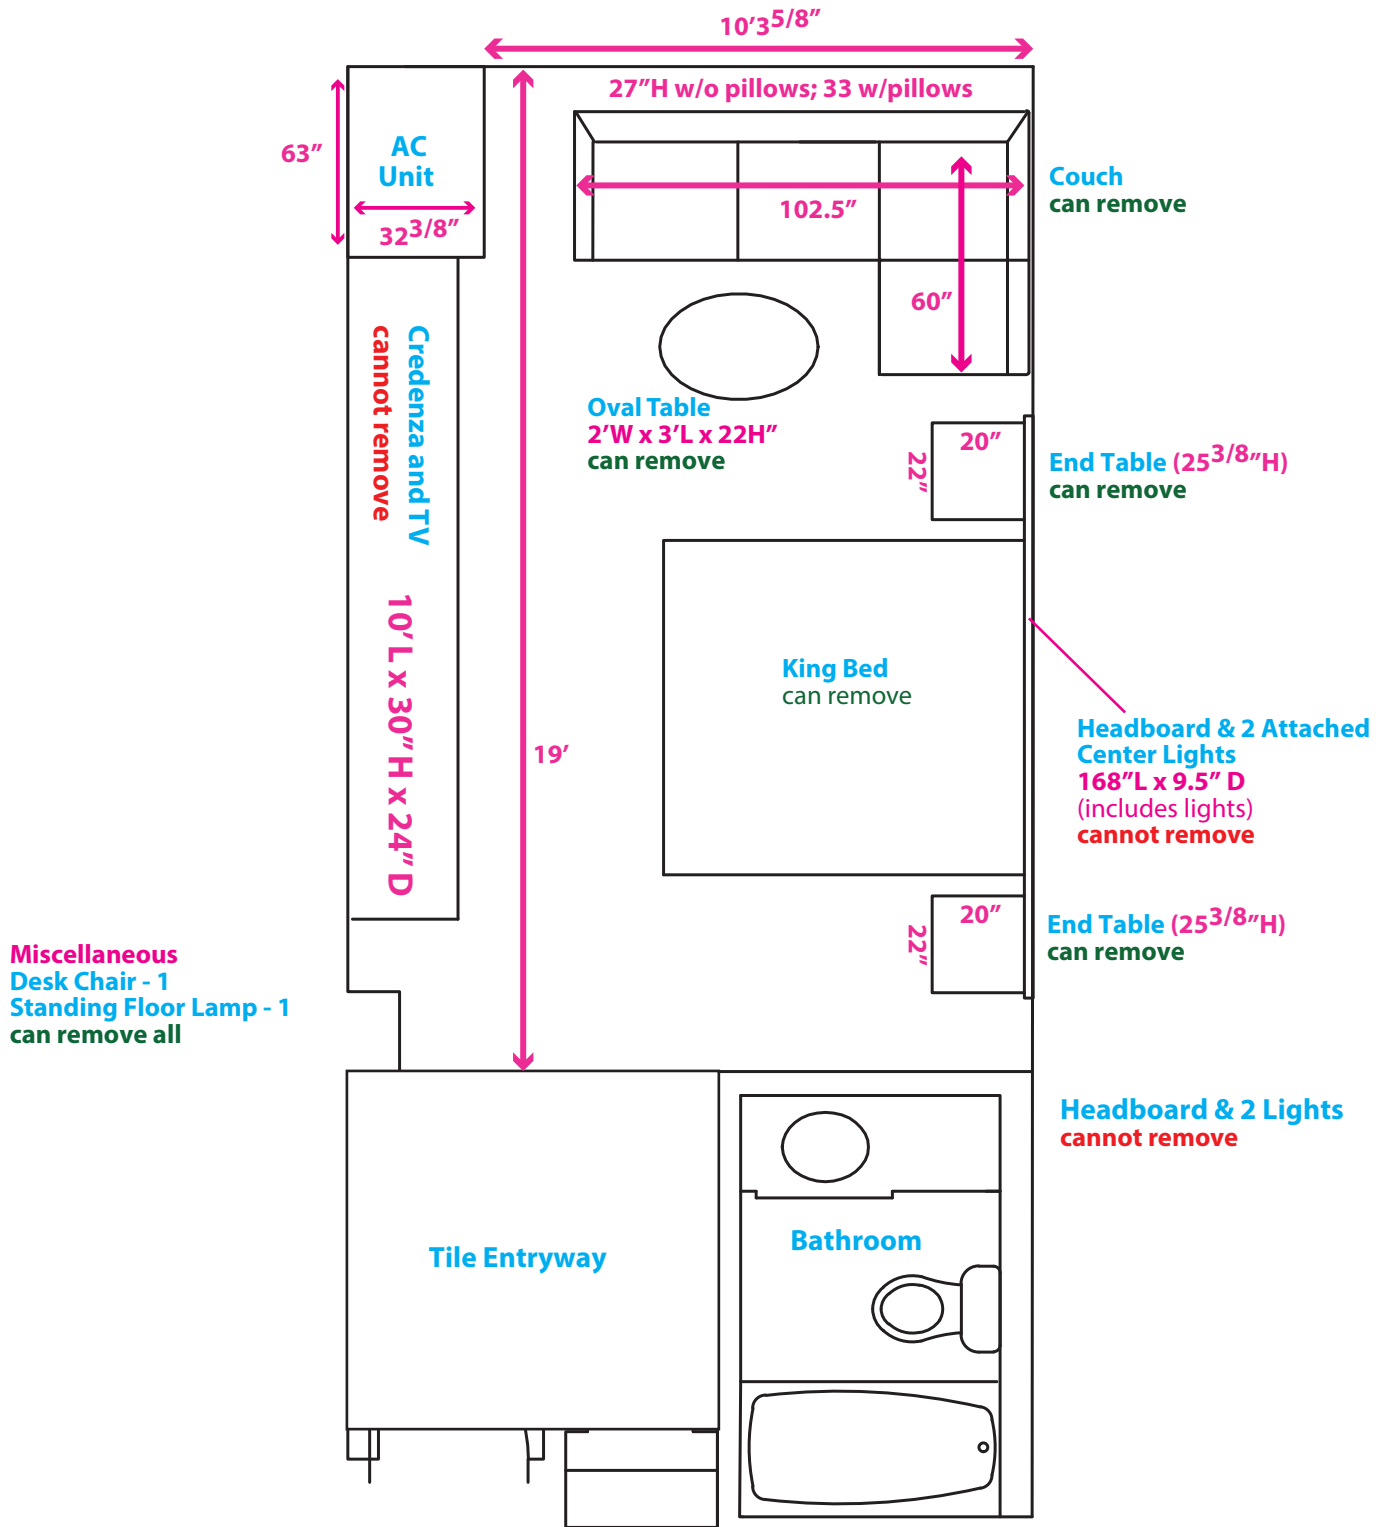 10’3 5/8”
27”H w/o pillows; 33 w/pillows
63”
AC
Unit
32 3/8”
102.5”
60”
Couch
can remove
Credenza and TV
cannot remove
10’ L x 30”H x 24” D
Oval Table
2’W x 3’L x 22H”
can remove
20”
22”
End Table (25 3/8”H)
can remove
King Bed
can remove
19’
Headboard & 2 Attached
Center Lights
168”L x 9.5” D
(includes lights)
cannot remove
20”
22”
End Table (25 3/8”H)
can remove
Miscellaneous
Desk Chair - 1
Standing Floor Lamp - 1
can remove all
Headboard & 2 Lights
cannot remove
Tile Entryway
Bathroom